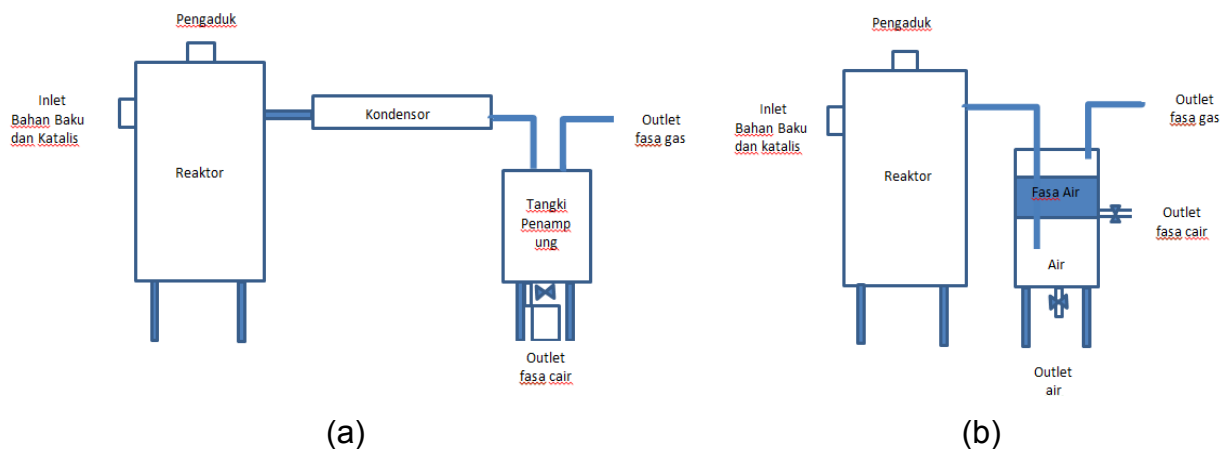 Pengaduk
Inlet
Bahan Baku
dan Katalis
Reaktor
Kondensor
Outlet
fasa gas
Tangki
Penamp
ung
Outlet
fasa cair
(a)
Pengaduk
Inlet
Bahan Baku
dan katalis
Reaktor
Outlet
fasa gas
Fasa Air
Outlet
fasa cair
Air
Outlet
air
(b)